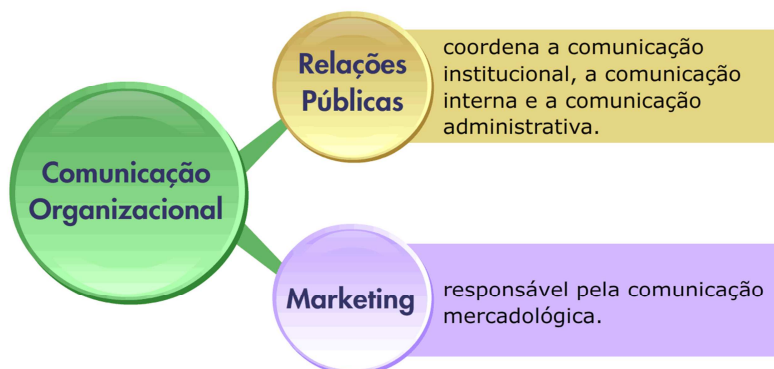 Comunicação
Organizacional
Relações
Públicas
coordena a comunicação
institucional, a comunicação
interna e a comunicação
administrativa.
Marketing
responsável pela comunicação
mercadológica.